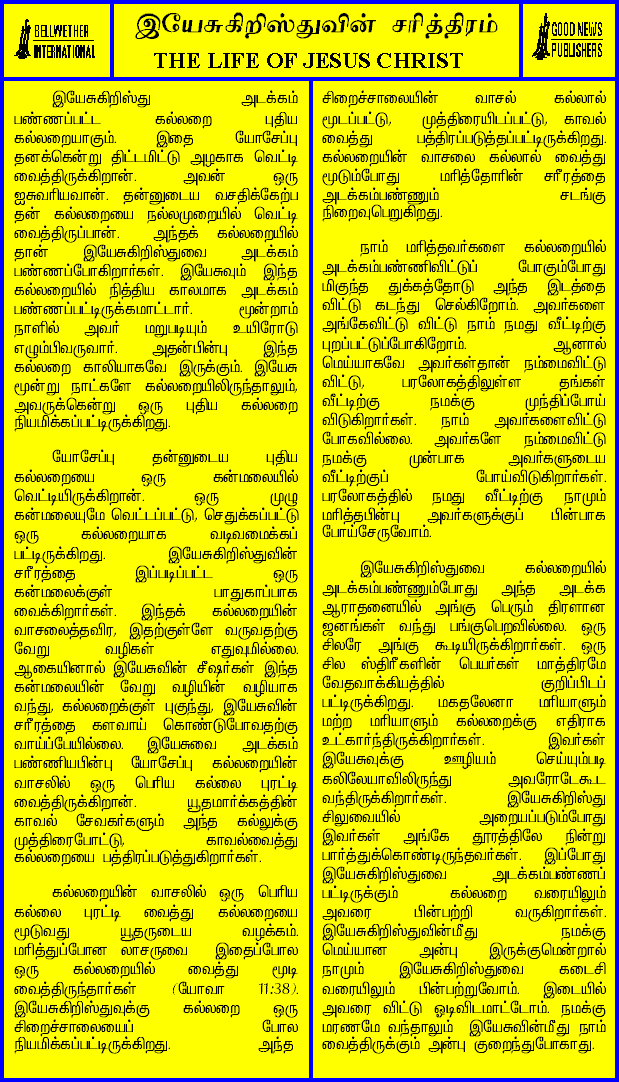 BELLWETHER
INTERNATIONAL
இயேசுகிறிஸ்துவின் சரித்திரம்
THE LIFE OF JESUS CHRIST
GOOD NEWS
PUBLISHERS
இயேசுகிறிஸ்து அடக்கம்
பண்ணப்பட்ட கல்லறை புதிய
கல்லறையாகும். இதை யோசேப்பு
தனக்கென்று திட்டமிட்டு அழகாக வெட்டி
வைத்திருக்கிறான். அவன் ஒரு
ஐசுவரியவான். தன்னுடைய வசதிக்கேற்ப
தன் கல்லறையை நல்லமுறையில் வெட்டி
வைத்திருப்பான். அந்தக் கல்லறையில்
தான் இயேசுகிறிஸ்துவை அடக்கம்
பண்ணப்போகிறார்கள். இயேசுவும் இந்த
கல்லறையில் நித்திய காலமாக அடக்கம்
பண்ணப்பட்டிருக்கமாட்டார். மூன்றாம்
நாளில் அவர் மறுபடியும் உயிரோடு
எழும்பிவருவார். அதன்பின்பு இந்த
கல்லறை காலியாகவே இருக்கும். இயேசு
மூன்று நாட்களே கல்லறையிலிருந்தாலும்,
அவருக்கென்று ஒரு புதிய கல்லறை
நியமிக்கப்பட்டிருக்கிறது.
யோசேப்பு தன்னுடைய புதிய
கல்லறையை ஒரு கன்மலையில்
வெட்டியிருக்கிறான். ஒரு முழு
கன்மலையுமே வெட்டப்பட்டு, செதுக்கப்பட்டு
ஒரு கல்லறையாக வடிவமைக்கப்
பட்டிருக்கிறது. இயேசுகிறிஸ்துவின்
சரீரத்தை இப்படிப்பட்ட ஒரு
கன்மலைக்குள் பாதுகாப்பாக
வைக்கிறார்கள். இந்தக் கல்லறையின்
வாசலைத்தவிர, இதற்குள்ளே வருவதற்கு
வேறு வழிகள் எதுவுமில்லை.
ஆகையினால் இயேசுவின் சீஷர்கள் இந்த
கன்மலையின் வேறு வழியின் வழியாக
வந்து, கல்லறைக்குள் புகுந்து, இயேசுவின்
சரீரத்தை களவாய் கொண்டுபோவதற்கு
வாய்ப்பேயில்லை. இயேசுவை அடக்கம்
பண்ணியபின்பு யோசேப்பு கல்லறையின்
வாசலில் ஒரு பெரிய கல்லை புரட்டி
வைத்திருக்கிறான். யூதமார்க்கத்தின்
காவல் சேவகர்களும் அந்த கல்லுக்கு
முத்திரைபோட்டு, காவல்வைத்து
கல்லறையை பத்திரப்படுத்துகிறார்கள்.
கல்லறையின் வாசலில் ஒரு பெரிய
கல்லை புரட்டி வைத்து கல்லறையை
மூடுவது யூதருடைய வழக்கம்.
மரித்துப்போன லாசருவை இதைப்போல
ஒரு கல்லறையில் வைத்து மூடி
வைத்திருந்தார்கள் (யோவா 11:38).
இயேசுகிறிஸ்துவுக்கு கல்லறை ஒரு
சிறைச்சாலையைப் போல
நியமிக்கப்பட்டிருக்கிறது. அந்த
சிறைச்சாலையின் வாசல் கல்லால்
மூடப்பட்டு, முத்திரையிடப்பட்டு, காவல்
வைத்து பத்திரப்படுத்தப்பட்டிருக்கிறது.
கல்லறையின் வாசலை கல்லால் வைத்து
மூடும்போது மரித்தோரின் சரீரத்தை
அடக்கம்பண்ணும் சடங்கு
நிறைவுபெறுகிறது.
நாம் மரித்தவர்களை கல்லறையில்
அடக்கம்பண்ணிவிட்டுப் போகும்போது
மிகுந்த துக்கத்தோடு அந்த இடத்தை
விட்டு கடந்து செல்கிறோம். அவர்களை
அங்கேவிட்டு விட்டு நாம் நமது வீட்டிற்கு
புறப்பட்டுப்போகிறோம். ஆனால்
மெய்யாகவே அவர்கள்தான் நம்மைவிட்டு
விட்டு, பரலோகத்திலுள்ள தங்கள்
வீட்டிற்கு நமக்கு முந்திப்போய்
விடுகிறார்கள். நாம் அவர்களைவிட்டு
போகவில்லை. அவர்களே நம்மைவிட்டு
நமக்கு முன்பாக அவர்களுடைய
வீட்டிற்குப் போய்விடுகிறார்கள்.
பரலோகத்தில் நமது வீட்டிற்கு நாமும்
மரித்தபின்பு அவர்களுக்குப் பின்பாக
போய்சேருவோம்.
இயேசுகிறிஸ்துவை கல்லறையில்
அடக்கம்பண்ணும்போது அந்த அடக்க
ஆராதனையில் அங்கு பெரும் திரளான
ஜனங்கள் வந்து பங்குபெறவில்லை. ஒரு
சிலரே அங்கு கூடியிருக்கிறார்கள். ஒரு
சில ஸ்திரீகளின் பெயர்கள் மாத்திரமே
வேதவாக்கியத்தில் குறிப்பிடப்
பட்டிருக்கிறது. மகதலேனா மரியாளும்
மற்ற மரியாளும் கல்லறைக்கு எதிராக
உட்கார்ந்திருக்கிறார்கள். இவர்கள்
இயேசுவுக்கு ஊழியம் செய்யும்படி
கலிலேயாவிலிருந்து அவரோடேகூட
வந்திருக்கிறார்கள். இயேசுகிறிஸ்து
சிலுவையில் அறையப்படும்போது
இவர்கள் அங்கே தூரத்திலே நின்று
பார்த்துக்கொண்டிருந்தவர்கள். இப்போது
இயேசுகிறிஸ்துவை அடக்கம்பண்ணப்
பட்டிருக்கும் கல்லறை வரையிலும்
அவரை பின்பற்றி வருகிறார்கள்.
இயேசுகிறிஸ்துவின்மீது நமக்கு
மெய்யான அன்பு இருக்குமென்றால்
நாமும் இயேசுகிறிஸ்துவை கடைசி
வரையிலும் பின்பற்றுவோம். இடையில்
அவரை விட்டு ஓடிவிடமாட்டோம். நமக்கு
மரணமே வந்தாலும் இயேசுவின்மீது நாம்
வைத்திருக்கும் அன்பு குறைந்துபோகாது.